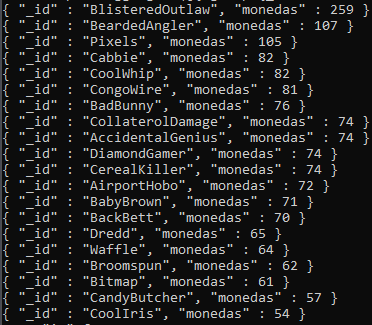 { "_id" : "BlisteredOutlaw", "monedas" : 259 }
{ "_id" : "BeardedAngler", "monedas" : 107 }
{ "_id" : "Pixels", "monedas" : 105 }
{ "_id" : "Cabbie", "monedas" : 82 }
{ "_id" : "CoolWhip", "monedas" : 82 }
{ "_id" : "CongoWire", "monedas" : 81 }
{ "_id" : "BadBunny", "monedas" : 76 }
{ "_id" : "CollaterolDamage", "monedas" : 74 }
{ "_id" : "AccidentalGenius", "monedas" : 74 }
{ "_id" : "DiamondGamer", "monedas" : 74 }
{ "_id" : "CerealKiller", "monedas" : 74 }
{ "_id" : "AirportHobo", "monedas" : 72 }
{ "_id" : "BabyBrown", "monedas" : 71 }
{ "_id" : "BackBett", "monedas" : 70 }
{ "_id" : "Dredd", "monedas" : 65 }
{ "_id" : "Waffle", "monedas" : 64 }
{ "_id" : "Broomspun", "monedas" : 62 }
{ "_id" : "Bitmap", "monedas" : 61 }
{ "_id" : "CandyButcher", "monedas" : 57 }
{ "_id" : "CoolIris", "monedas" : 54 }